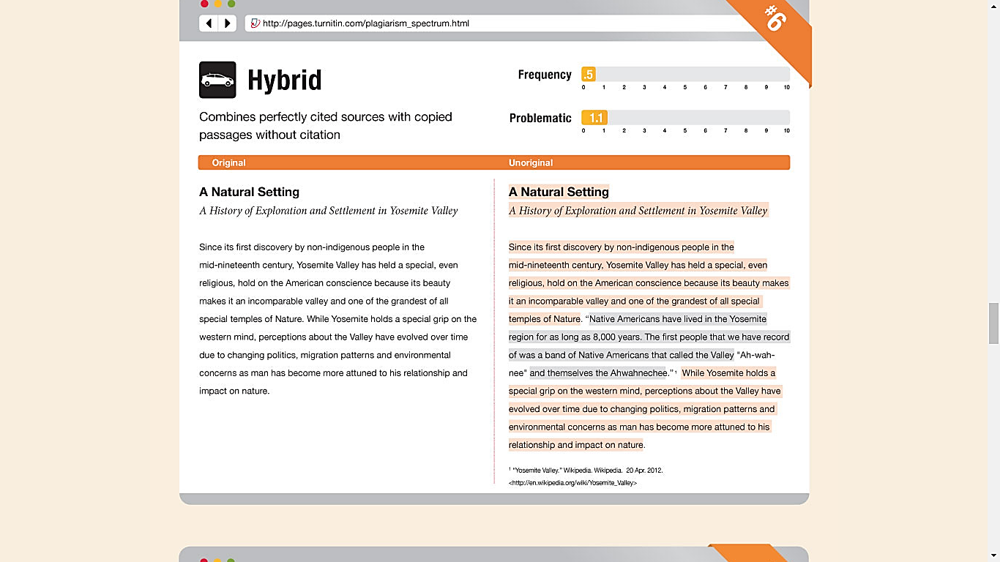 #6
http://pages.turnitin.com/plagiarism_spectrum.html
Hybrid
Combines perfectly cited sources with copied
passages without citation
Frequency .5
0 1 2 3 4 5 6 7 8 9 10
Problematic 1.1
0 1 2 3 4 5 6 7 8 9 10
Original
A Natural Setting
A History of Exploration and Settlement in Yosemite Valley
Since its first discovery by non-indigenous people in the
mid-nineteenth century, Yosemite Valley has held a special, even
religious, hold on the American conscience because its beauty
makes it an incomparable valley and one of the grandest of all
special temples of Nature. While Yosemite holds a special grip on the
western mind, perceptions about the Valley have evolved over time
due to changing politics, migration patterns and environmental
concerns as man has become more attuned to his relationship and
impact on nature.
Unoriginal
A Natural Setting
A History of Exploration and Settlement in Yosemite Valley
Since its first discovery by non-indigenous people in the
mid-nineteenth century, Yosemite Valley has held a special, even
religious, hold on the American conscience because its beauty makes
it an incomparable valley and one of the grandest of all special
temples of Nature. “Native Americans have lived in the Yosemite
region for as long as 8,000 years. The first people that we have record
of was a band of Native Americans that called the Valley "Ah-wah-
nee" and themselves the Ahwahnechee.” ¹ While Yosemite holds a
special grip on the western mind, perceptions about the Valley have
evolved over time due to changing politics, migration patterns and
environmental concerns as man has become more attuned to his
relationship and impact on nature.
¹ “Yosemite Valley.” Wikipedia. Wikipedia. 20 Apr. 2012.
<http://en.wikipedia.org/wiki/Yosemite_Valley>